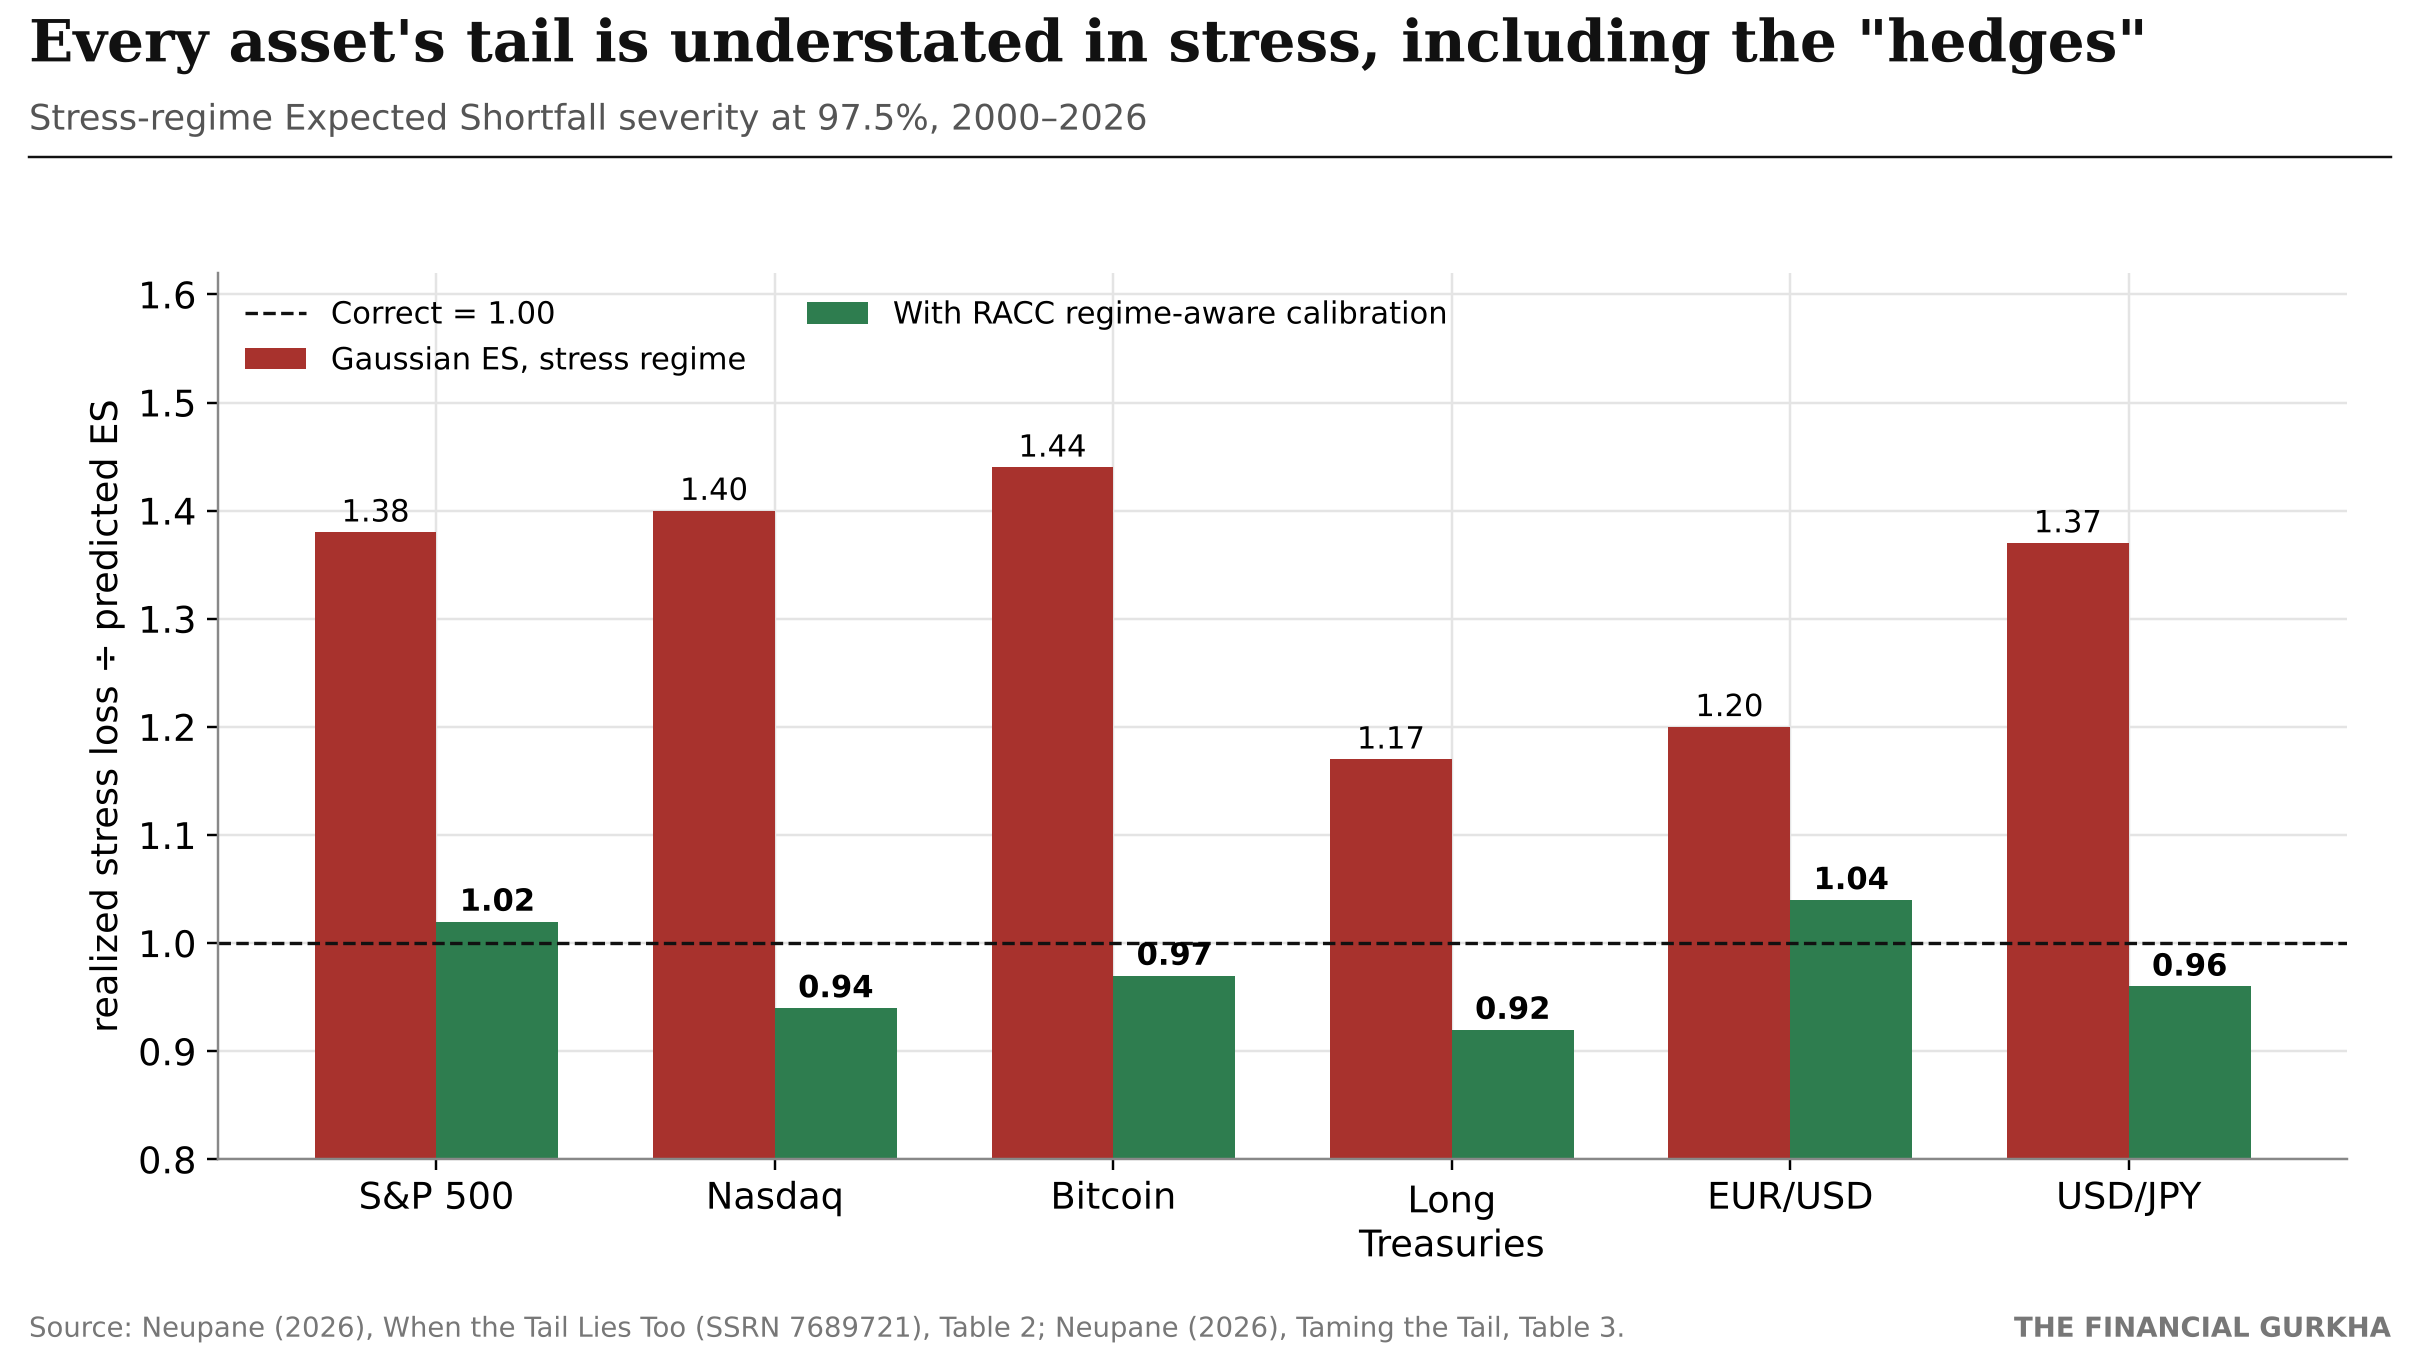 Every asset's tail is understated in stress, including the "hedges"
Stress-regime Expected Shortfall severity at 97.5%, 2000–2026
realized stress loss ÷ predicted ES
1.6
1.5
1.4
1.3
1.2
1.1
1.0
0.9
0.8
Correct = 1.00
Gaussian ES, stress regime
With RACC regime-aware calibration
1.38
1.02
1.40
0.94
1.44
0.97
1.17
0.92
1.20
1.04
1.37
0.96
S&P 500
Nasdaq
Bitcoin
Long
Treasuries
EUR/USD
USD/JPY
Source: Neupane (2026), When the Tail Lies Too (SSRN 7689721), Table 2; Neupane (2026), Taming the Tail, Table 3.
THE FINANCIAL GURKHA